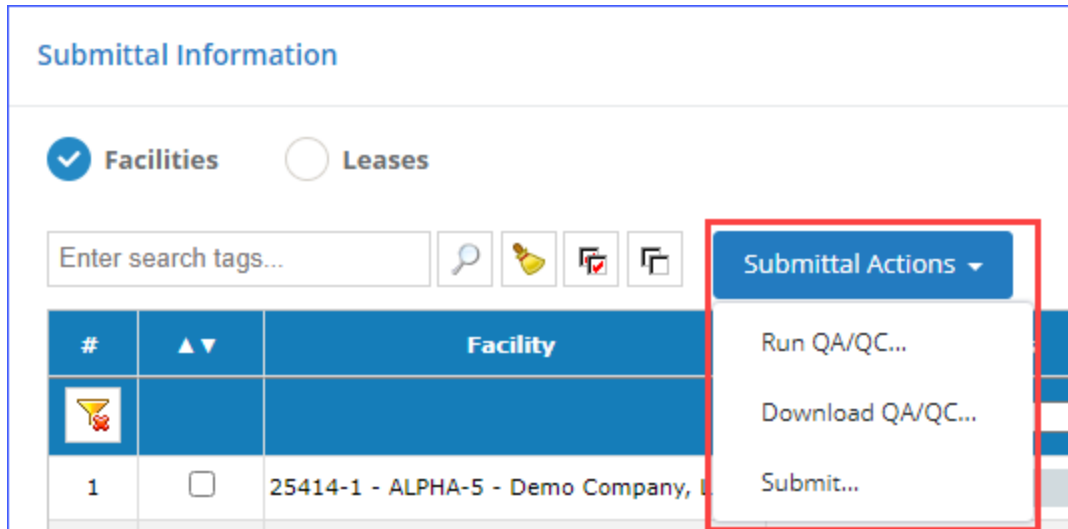 Submittal Information
Facilities
Leases
Enter search tags...
Submittal Actions
# ▲▼ Facility
Run QA/QC...
Download QA/QC...
1 25414-1 - ALPHA-5 - Demo Company,
Submit...